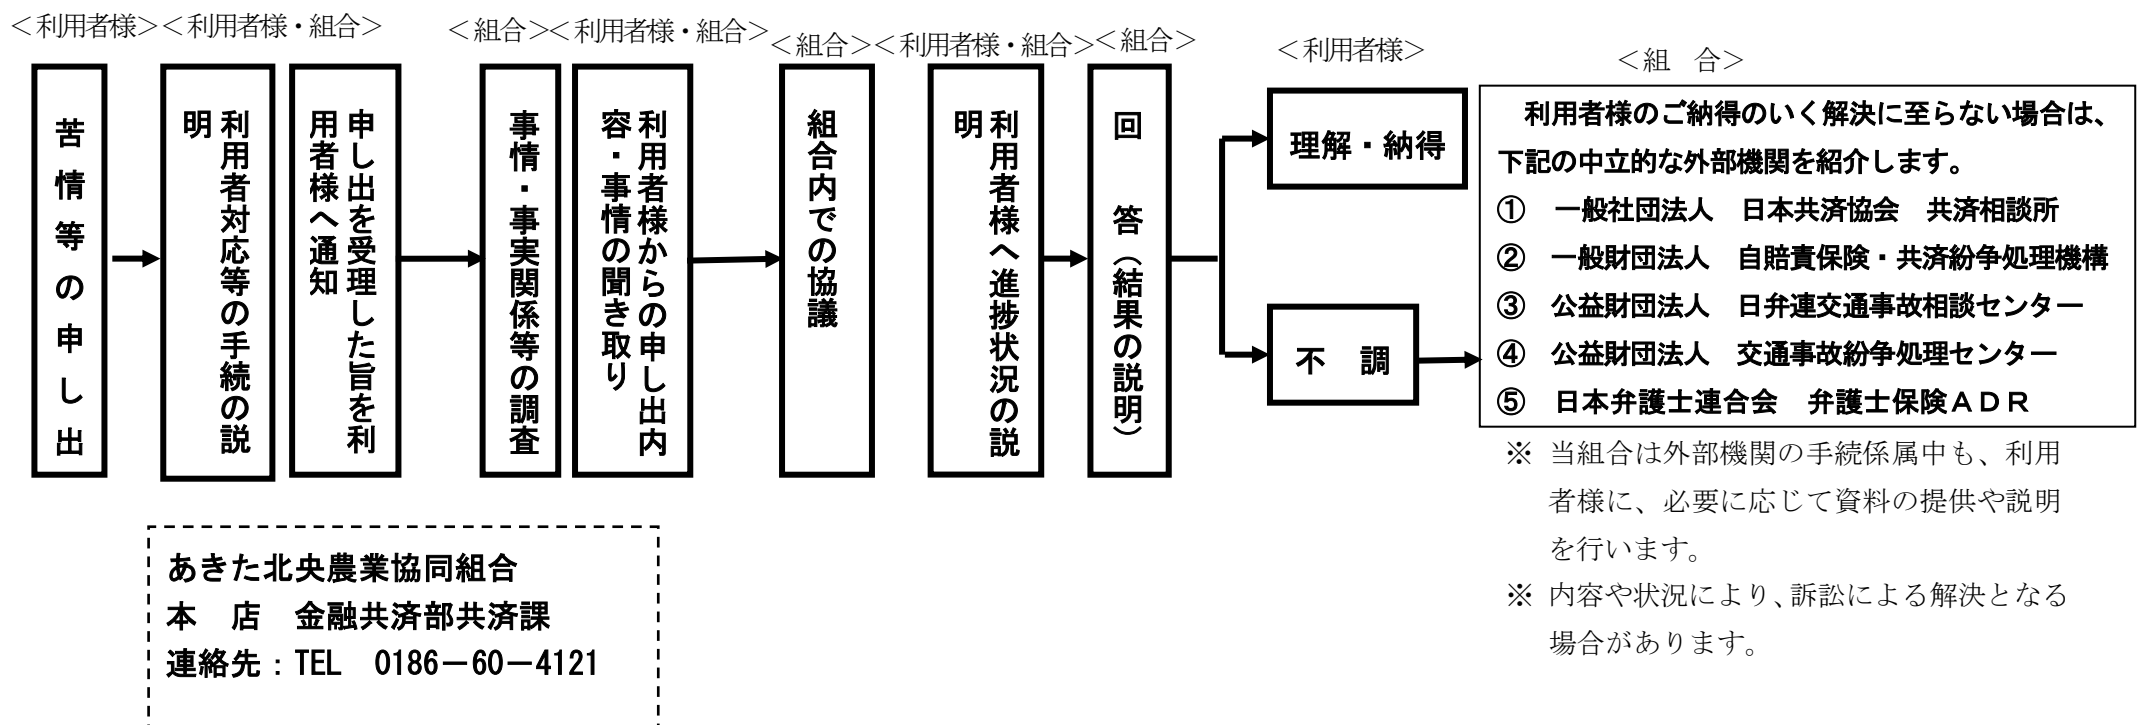 ＜利用者様＞
＜利用者様・組合＞
＜組合＞
＜利用者様・組合＞
＜組合＞
＜利用者様・組合＞
＜組合＞
＜利用者様＞
＜組　合＞
苦情等の申し出
利用者対応等の手続の説
明
申し出を受理した旨を利
用者様へ通知
事情・事実関係等の調査
利用者様からの申し出内
容・事情の聞き取り
組合内での協議
利用者様へ進捗状況の説
明
回　答（結果の説明）
理解・納得
不　調
利用者様のご納得のいく解決に至らない場合は、
下記の中立的な外部機関を紹介します。
①　一般社団法人　日本共済協会　共済相談所
②　一般財団法人　自賠責保険・共済紛争処理機構
③　公益財団法人　日弁連交通事故相談センター
④　公益財団法人　交通事故紛争処理センター
⑤　日本弁護士連合会　弁護士保険ＡＤＲ
※ 当組合は外部機関の手続係属中も、利用
者様に、必要に応じて資料の提供や説明
を行います。
※ 内容や状況により、訴訟による解決となる
場合があります。
あきた北央農業協同組合
本　店　金融共済部共済課
連絡先：TEL　0186－60－4121